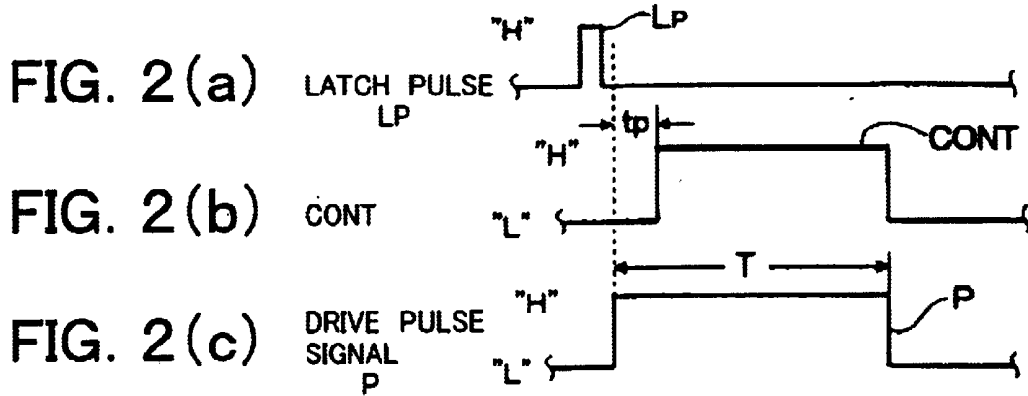 "H"
Lp
FIG. 2(a)
LATCH PULSE
LP
tp
"H"
CONT
FIG. 2(b)
CONT
"L"
T
"H"
P
FIG. 2(c)
DRIVE PULSE
SIGNAL
P
"L"